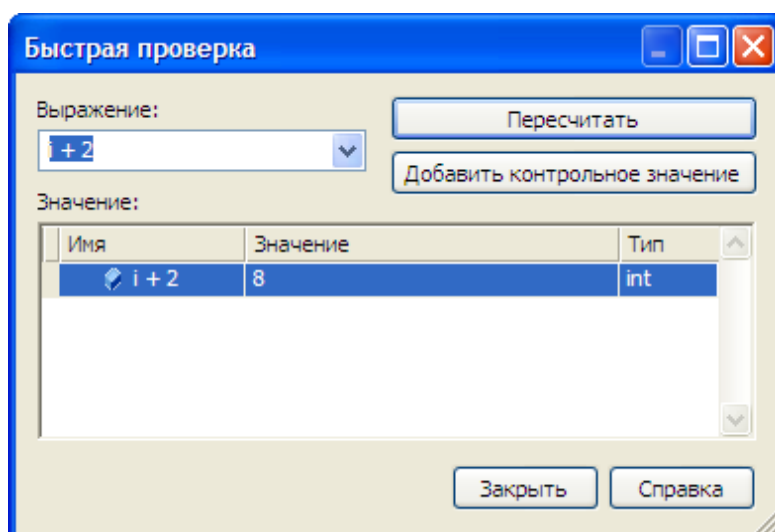 Быстрая проверка
Выражение:
i + 2
Пересчитать
Добавить контрольное значение
Значение:
Имя Значение Тип
i + 2 8 int
Закрыть Справка